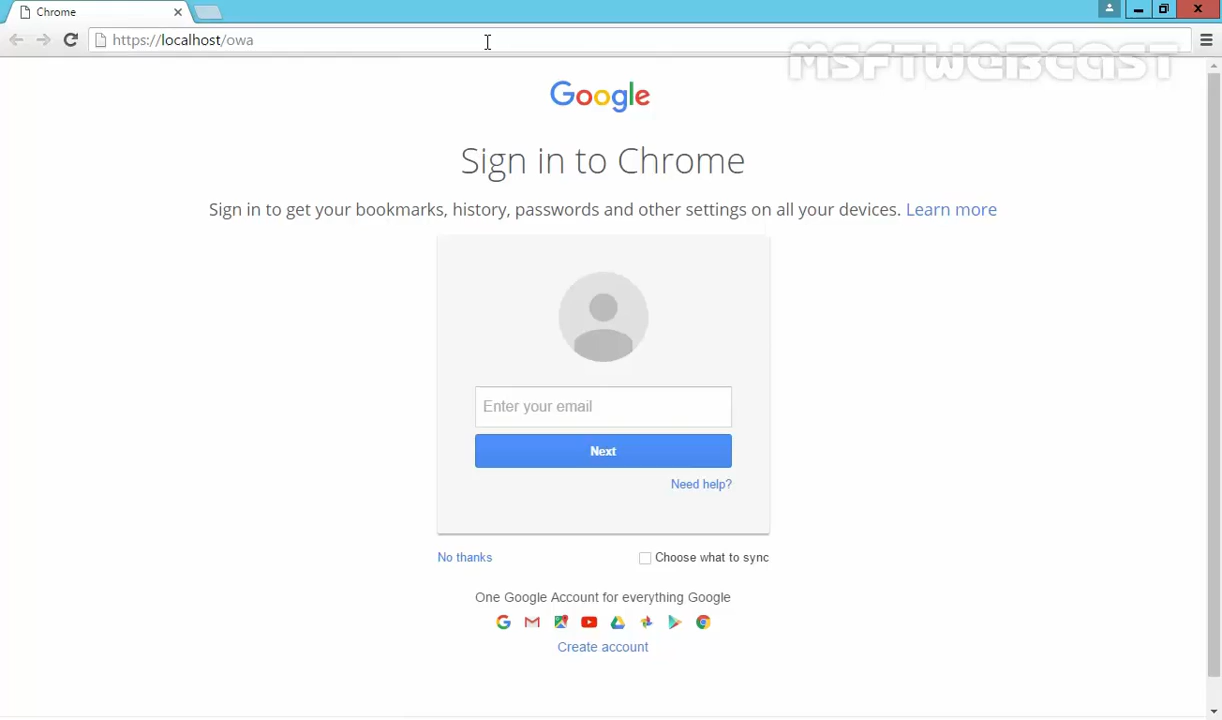 Chrome
https://localhost/owa
MSFTWEBCAST
Google
Sign in to Chrome
Sign in to get your bookmarks, history, passwords and other settings on all your devices. Learn more
Enter your email
Next
Need help?
No thanks
Choose what to sync
One Google Account for everything Google
Create account